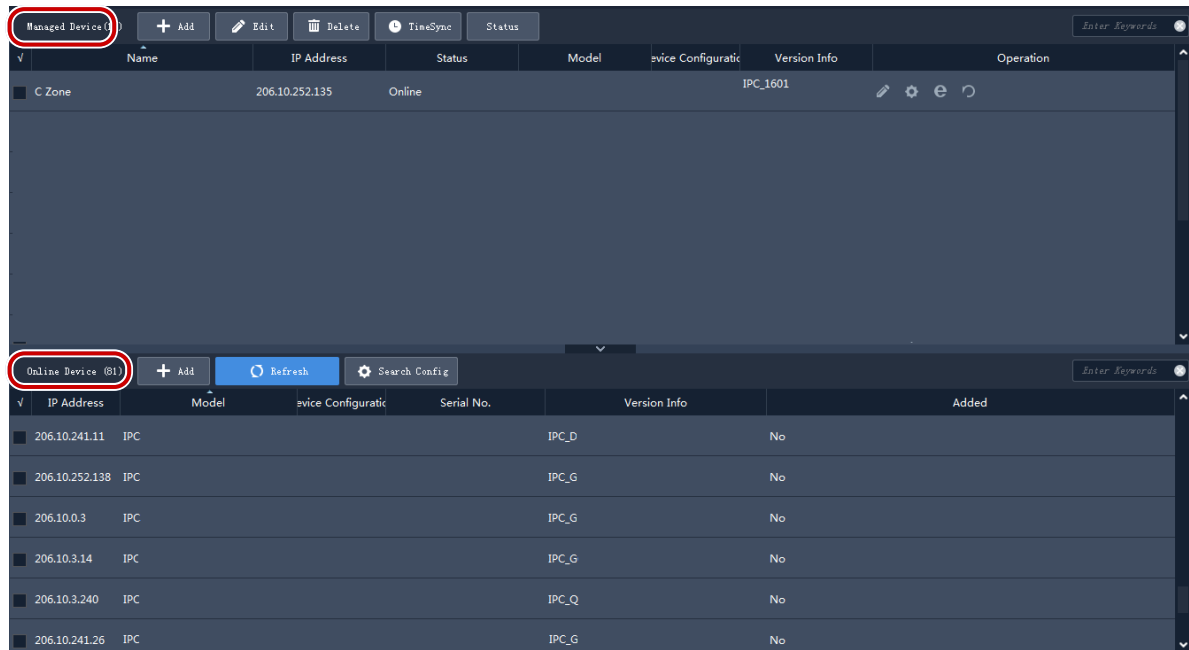 Managed Device( Add Edit Delete TimeSync Status Enter Keywords
√ Name IP Address Status Model evice Configuratio Version Info Operation
C Zone 206.10.252.135 Online IPC_1601
Online Device (81) Add Refresh Search Config Enter Keywords
√ IP Address Model evice Configuratio Serial No. Version Info Added
206.10.241.11 IPC IPC_D No
206.10.252.138 IPC IPC_G No
206.10.0.3 IPC IPC_G No
206.10.3.14 IPC IPC_G No
206.10.3.240 IPC IPC_Q No
206.10.241.26 IPC IPC_G No